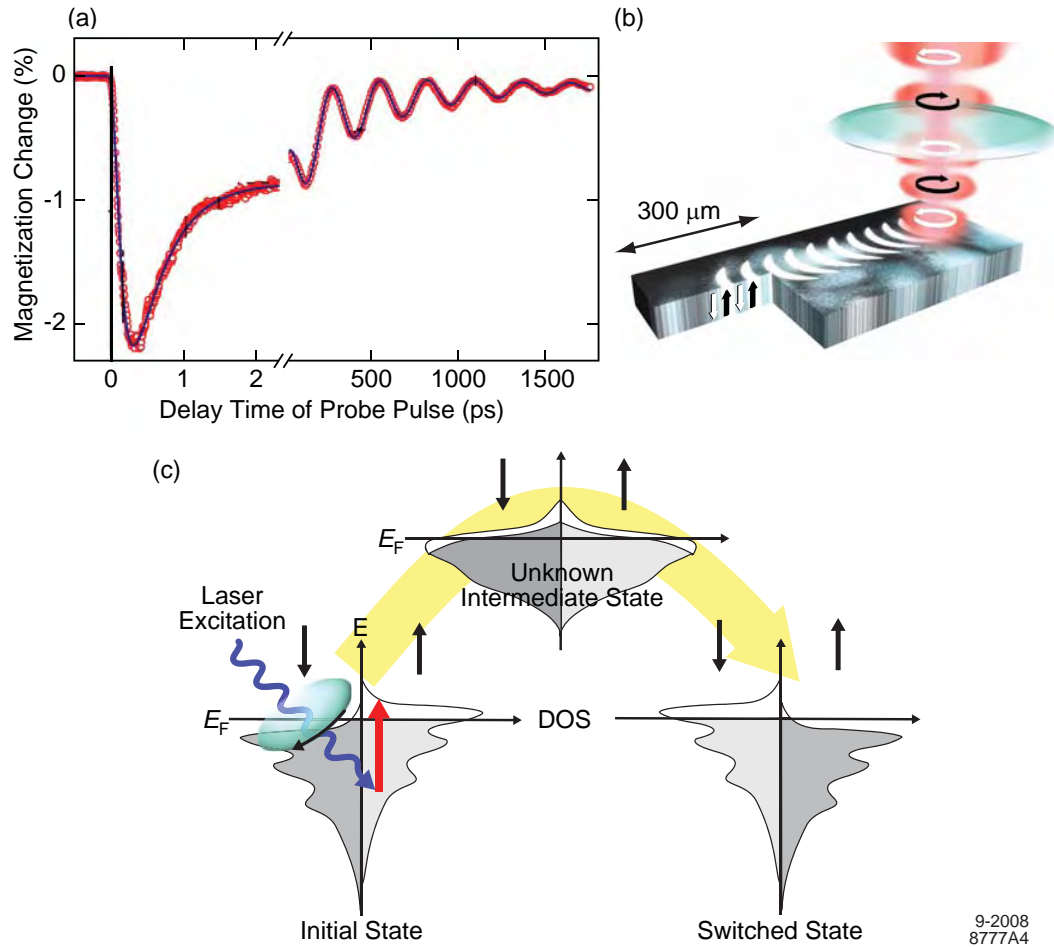 (a)
Magnetization Change (%)
0
-1
-2
0 1 2 500 1000 1500
Delay Time of Probe Pulse (ps)
(b)
300 μm
(c)
E_F
Unknown
Intermediate State
Laser
Excitation
E
E_F
DOS
Initial State
Switched State
9-2008
8777A4